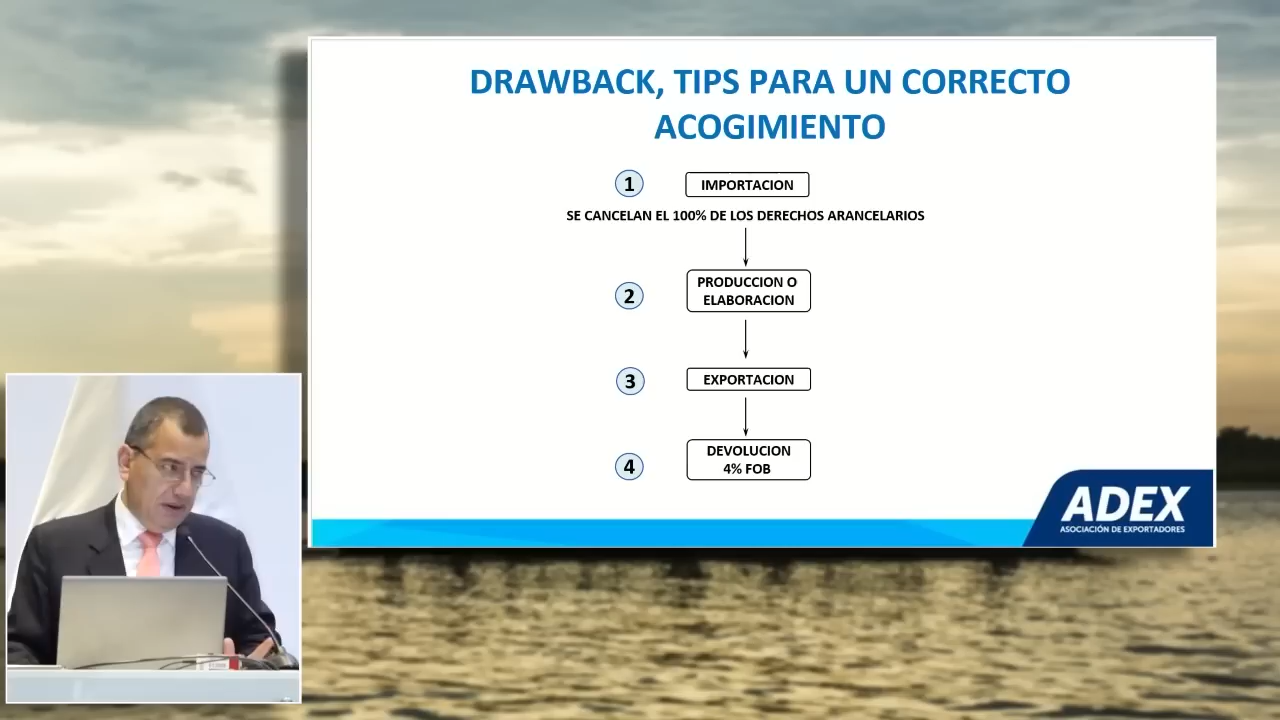 DRAWBACK, TIPS PARA UN CORRECTO
ACOGIMIENTO
1
IMPORTACION
SE CANCELAN EL 100% DE LOS DERECHOS ARANCELARIOS
2
PRODUCCION O
ELABORACION
3
EXPORTACION
4
DEVOLUCION
4% FOB
ADEX
ASOCIACIÓN DE EXPORTADORES